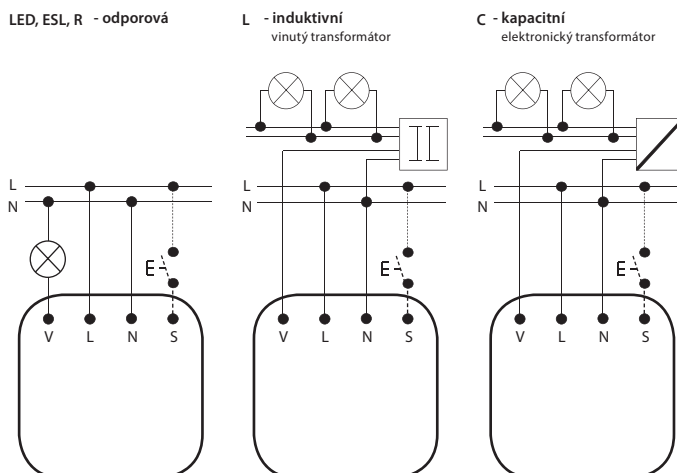 LED, ESL, R - odporová
L - induktivní
vinutý transformátor
C - kapacitní
elektronický transformátor
L
N
L
N
L
N
V L N S
V L N S
V L N S